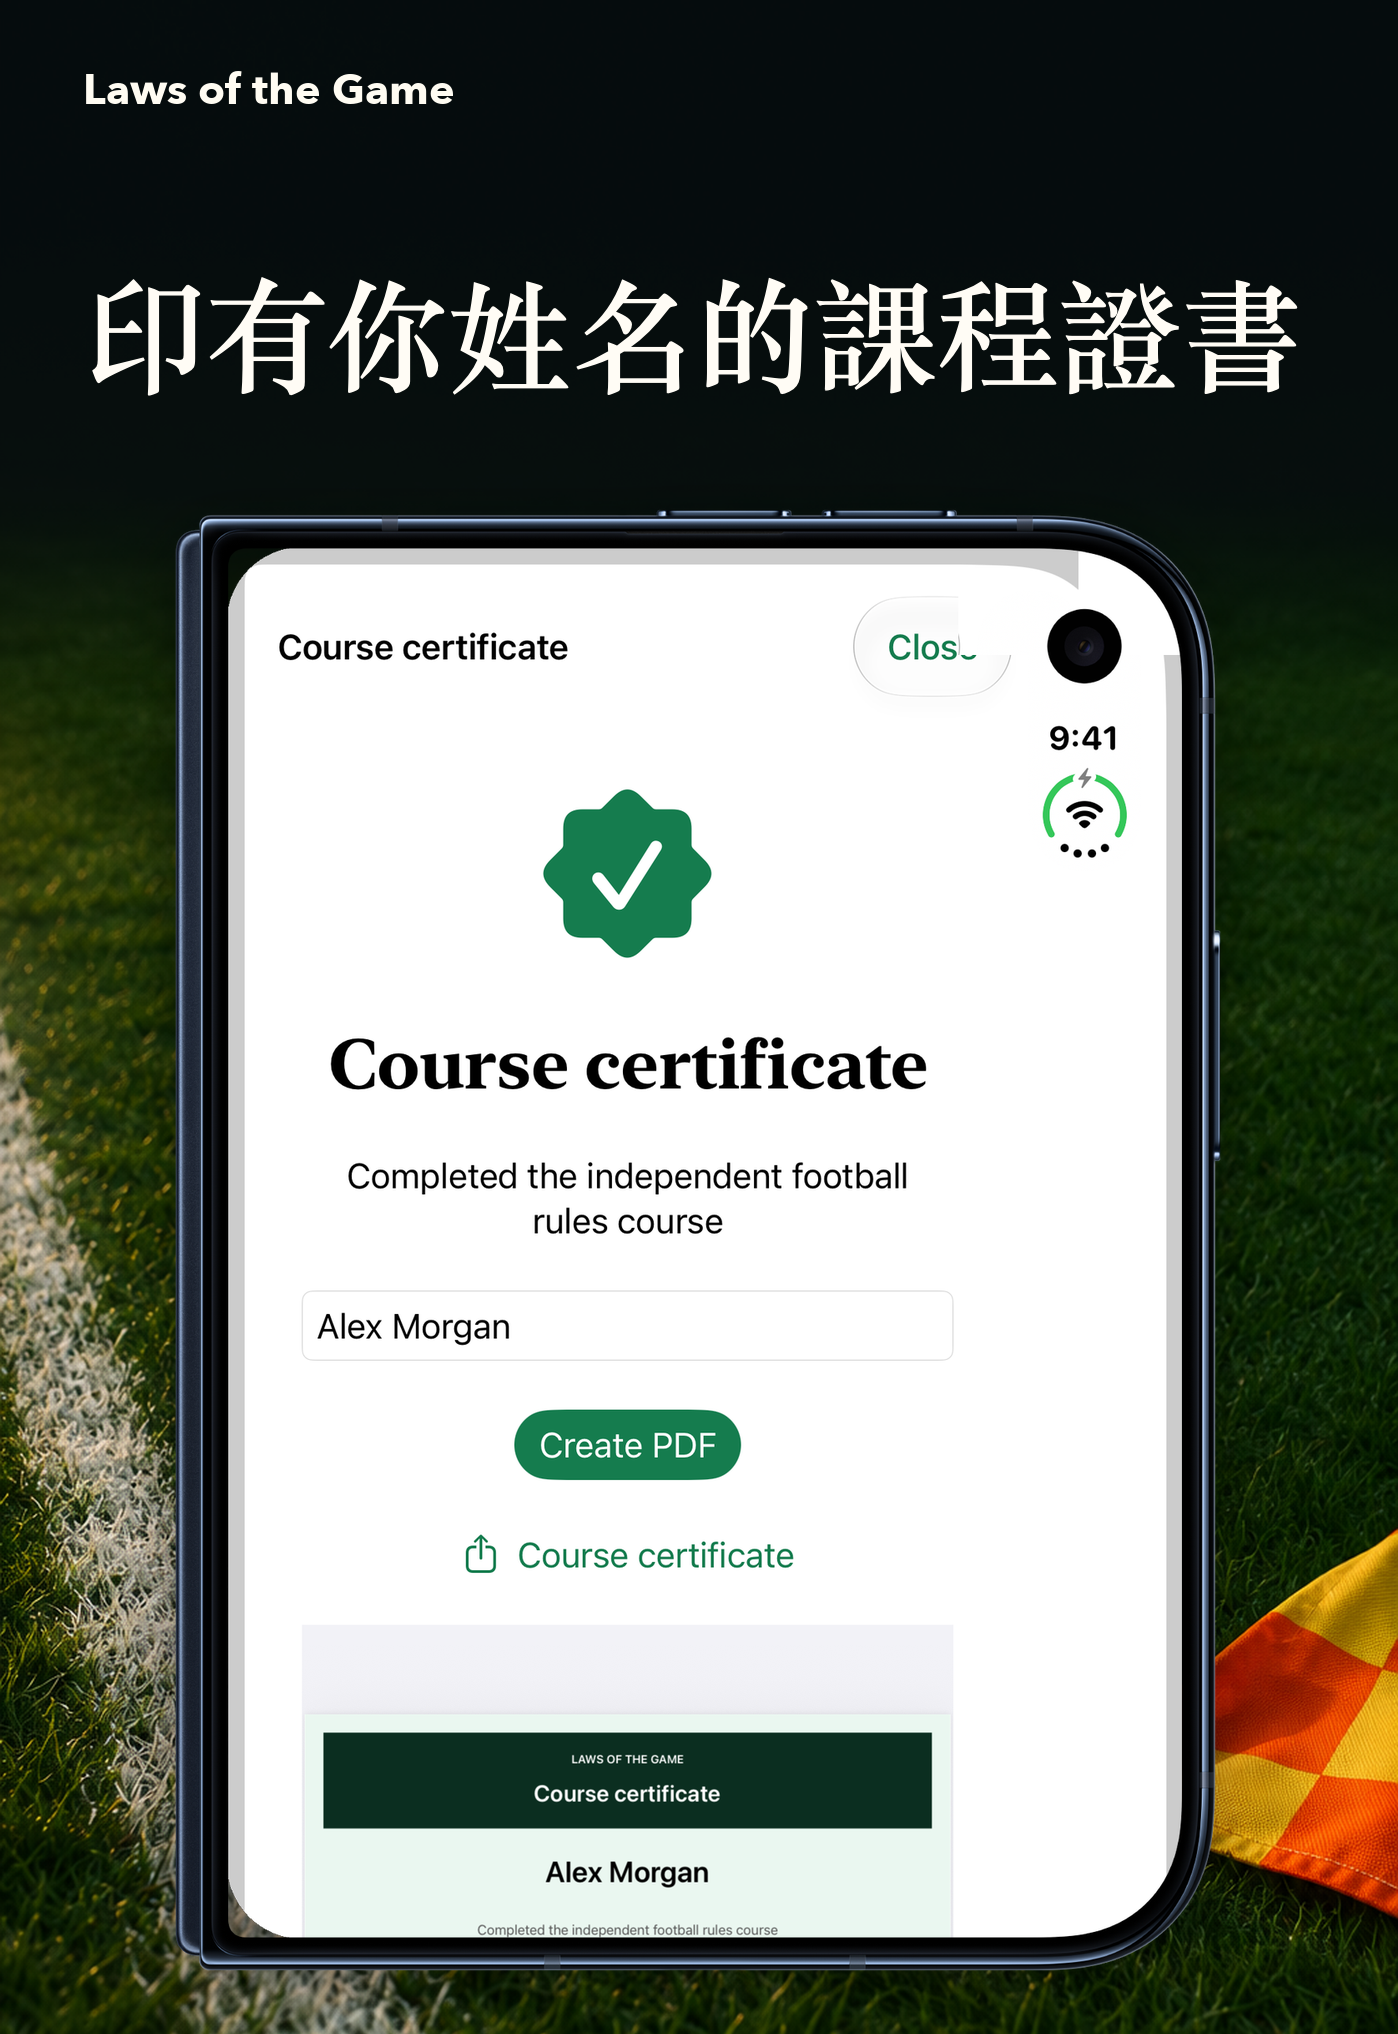 Laws of the Game
印有你姓名的課程證書
Course certificate
Close
9:41
Course certificate
Completed the independent football
rules course
Alex Morgan
Create PDF
Course certificate
LAWS OF THE GAME
Course certificate
Alex Morgan
Completed the independent football rules course